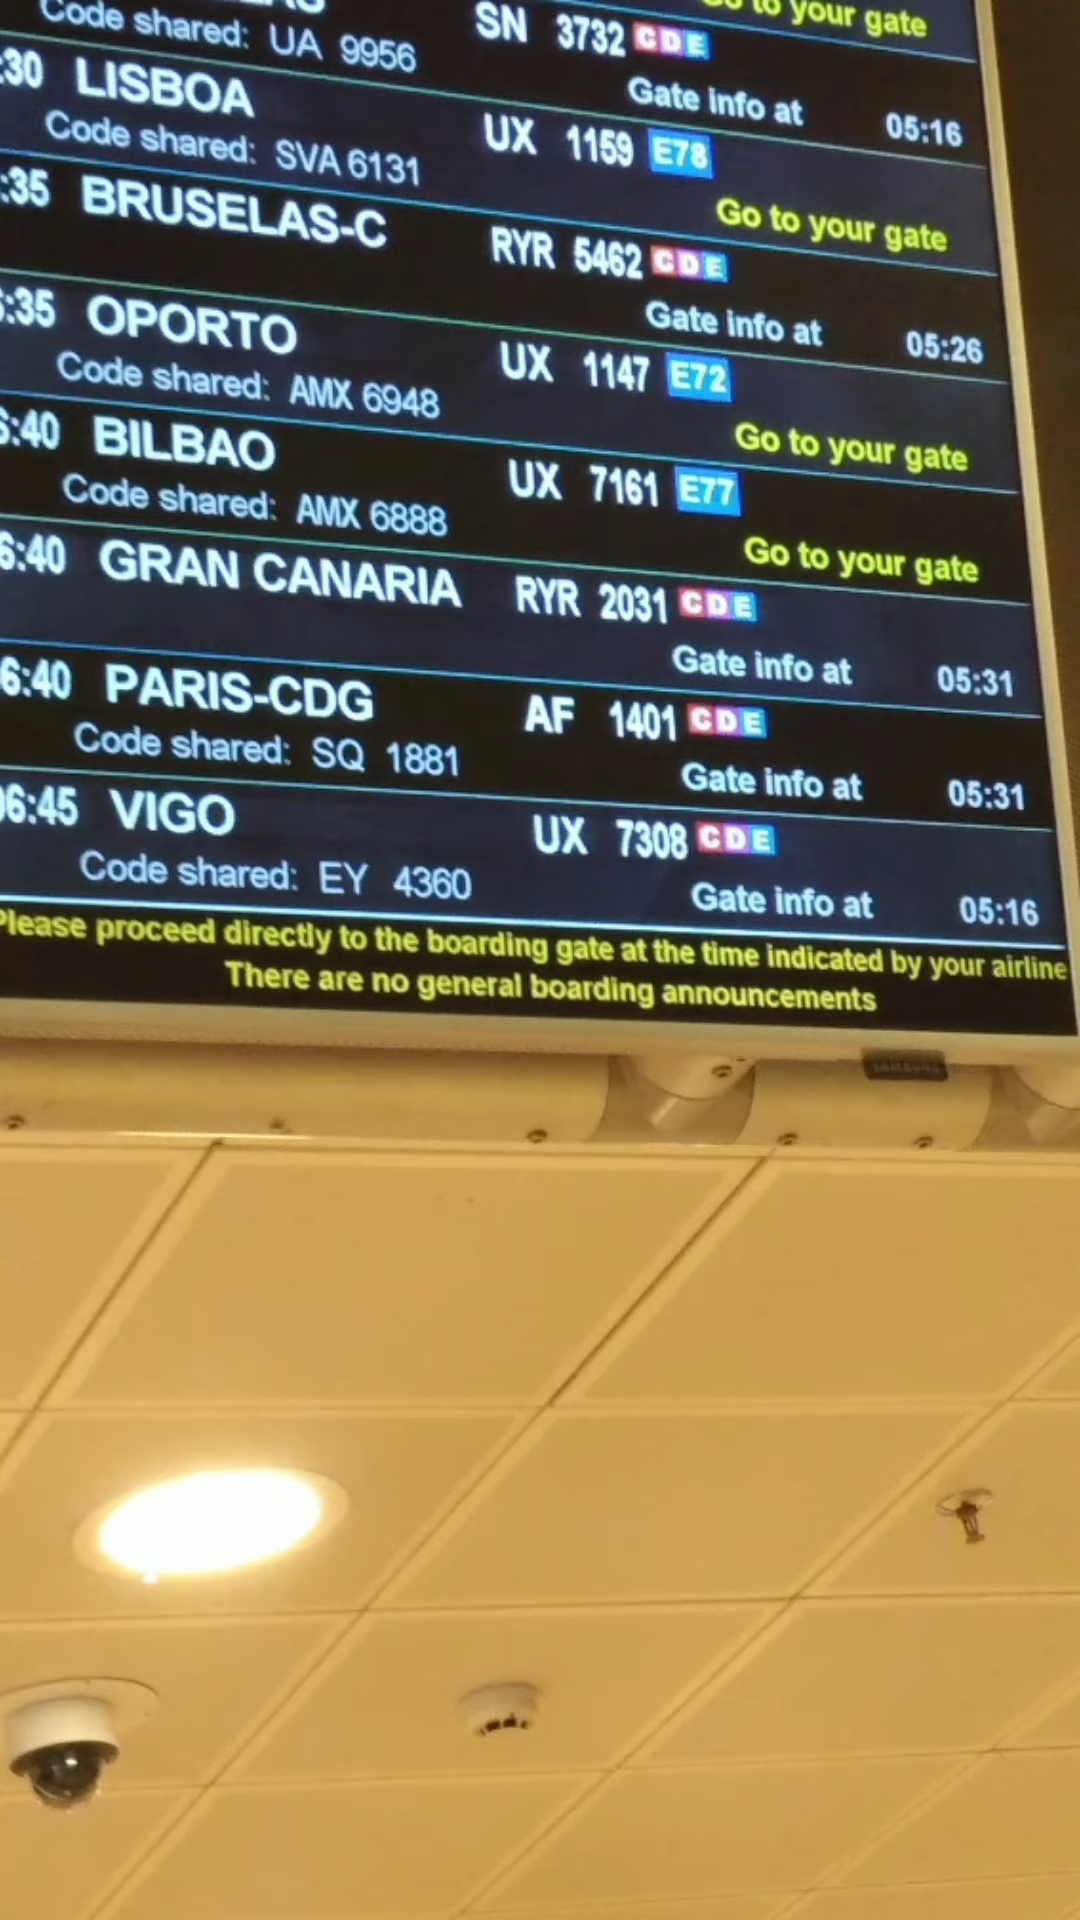 to your gate
Code shared: UA 9956 SN 3732 C D E
Gate info at 05:16
:30 LISBOA
Code shared: SVA 6131 UX 1159 E78
Go to your gate
:35 BRUSELAS-C RYR 5462 C D E
Gate info at 05:26
:35 OPORTO
Code shared: AMX 6948 UX 1147 E72
Go to your gate
6:40 BILBAO
Code shared: AMX 6888 UX 7161 E77
Go to your gate
6:40 GRAN CANARIA RYR 2031 C D E
Gate info at 05:31
6:40 PARIS-CDG AF 1401 C D E
Code shared: SQ 1881 Gate info at 05:31
06:45 VIGO UX 7308 C D E
Code shared: EY 4360 Gate info at 05:16
Please proceed directly to the boarding gate at the time indicated by your airline
There are no general boarding announcements
SAMSUNG